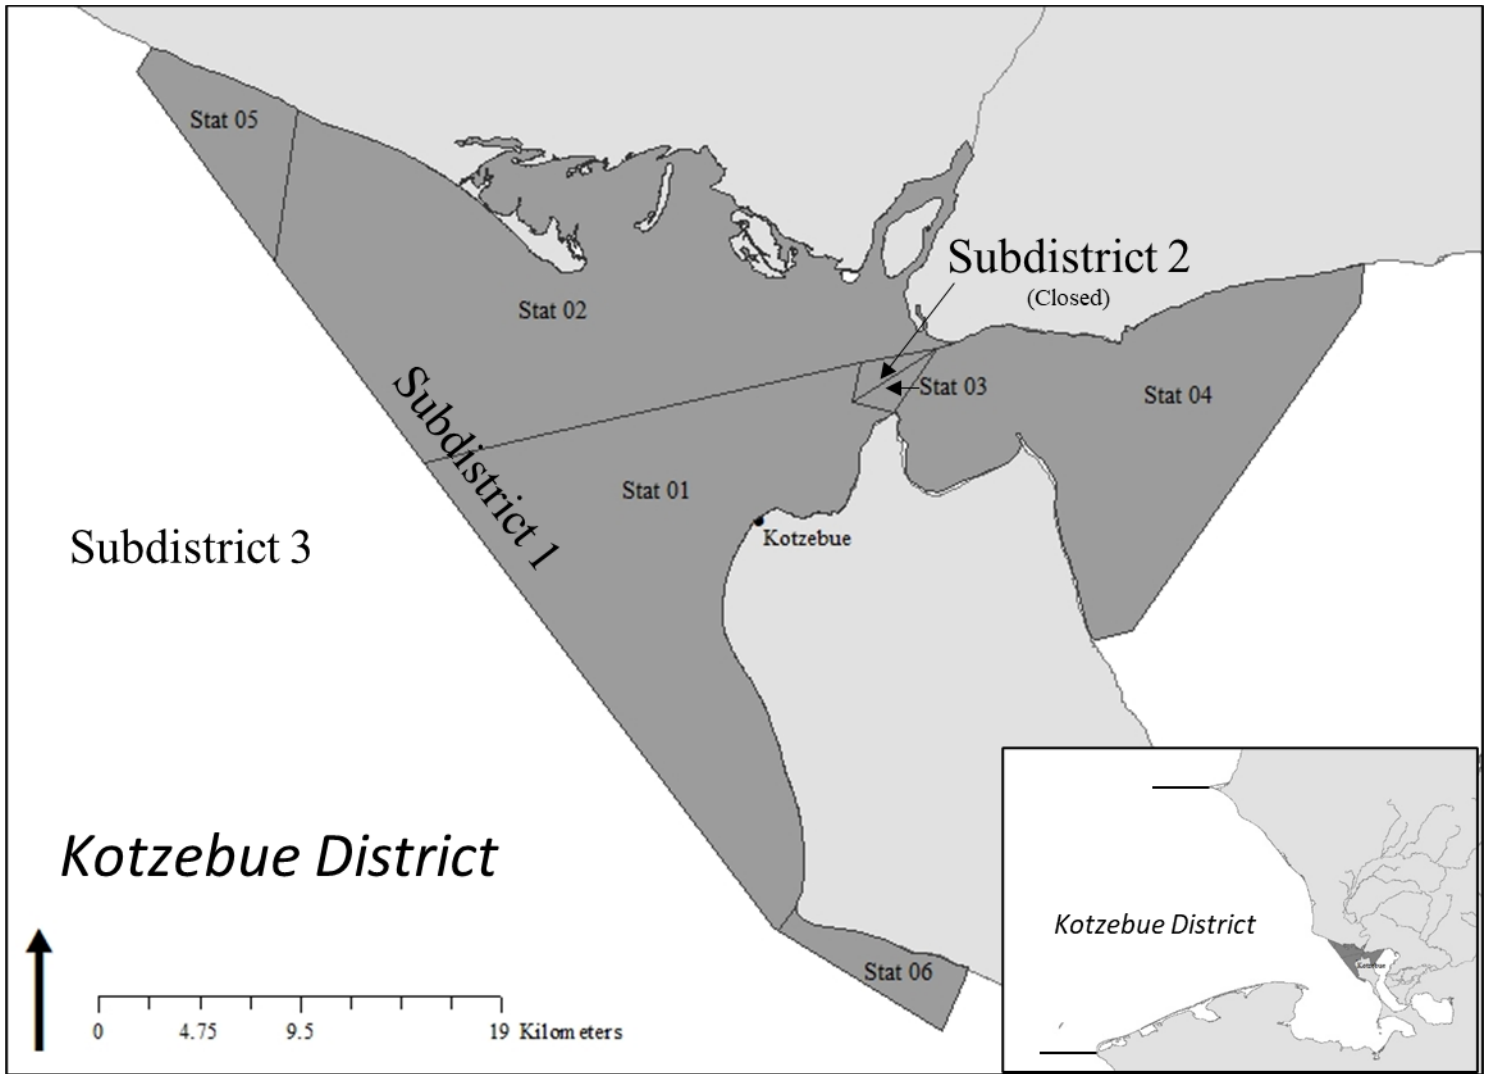 Stat 05
Subdistrict 2
(Closed)
Stat 02
Stat 03
Stat 04
Subdistrict 1
Stat 01
Kotzebue
Subdistrict 3
Kotzebue District
Stat 06
0 4.75 9.5 19 Kilometers
Kotzebue District
Kotzebue